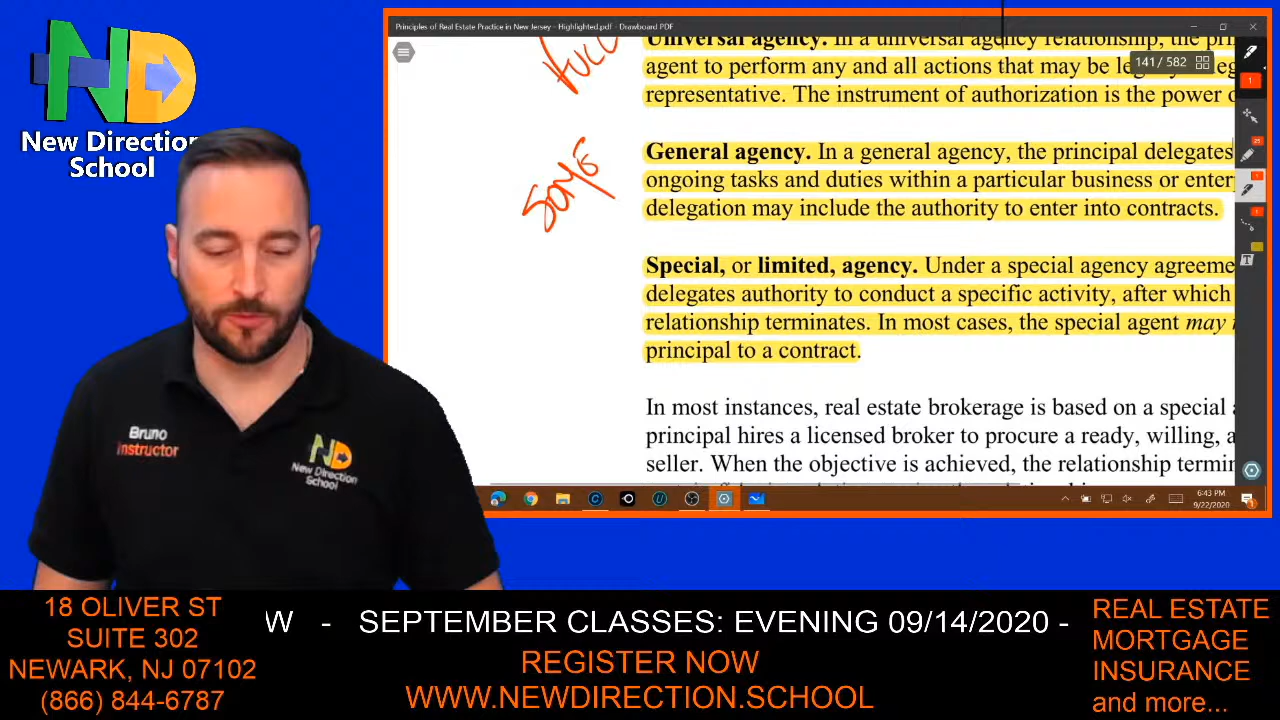 ND
New Direction
School
Bruno
Instructor
ND
New Direction
School
Principles of Real Estate Practice in New Jersey - Highlighted.pdf - Drawboard PDF
141 / 582
Universal agency. In a universal agency relationship, the pri
agent to perform any and all actions that may be
representative. The instrument of authorization is the power o
SOME
General agency. In a general agency, the principal delegates
ongoing tasks and duties within a particular business or enter
delegation may include the authority to enter into contracts.
Special, or limited, agency. Under a special agency agreeme
delegates authority to conduct a specific activity, after which
relationship terminates. In most cases, the special agent may
principal to a contract.
In most instances, real estate brokerage is based on a special
principal hires a licensed broker to procure a ready, willing, a
seller. When the objective is achieved, the relationship termin
6:43 PM
9/22/2020
18 OLIVER ST
SUITE 302
NEWARK, NJ 07102
(866) 844-6787
W - SEPTEMBER CLASSES: EVENING 09/14/2020 -
REGISTER NOW
WWW.NEWDIRECTION.SCHOOL
REAL ESTATE
MORTGAGE
INSURANCE
and more...